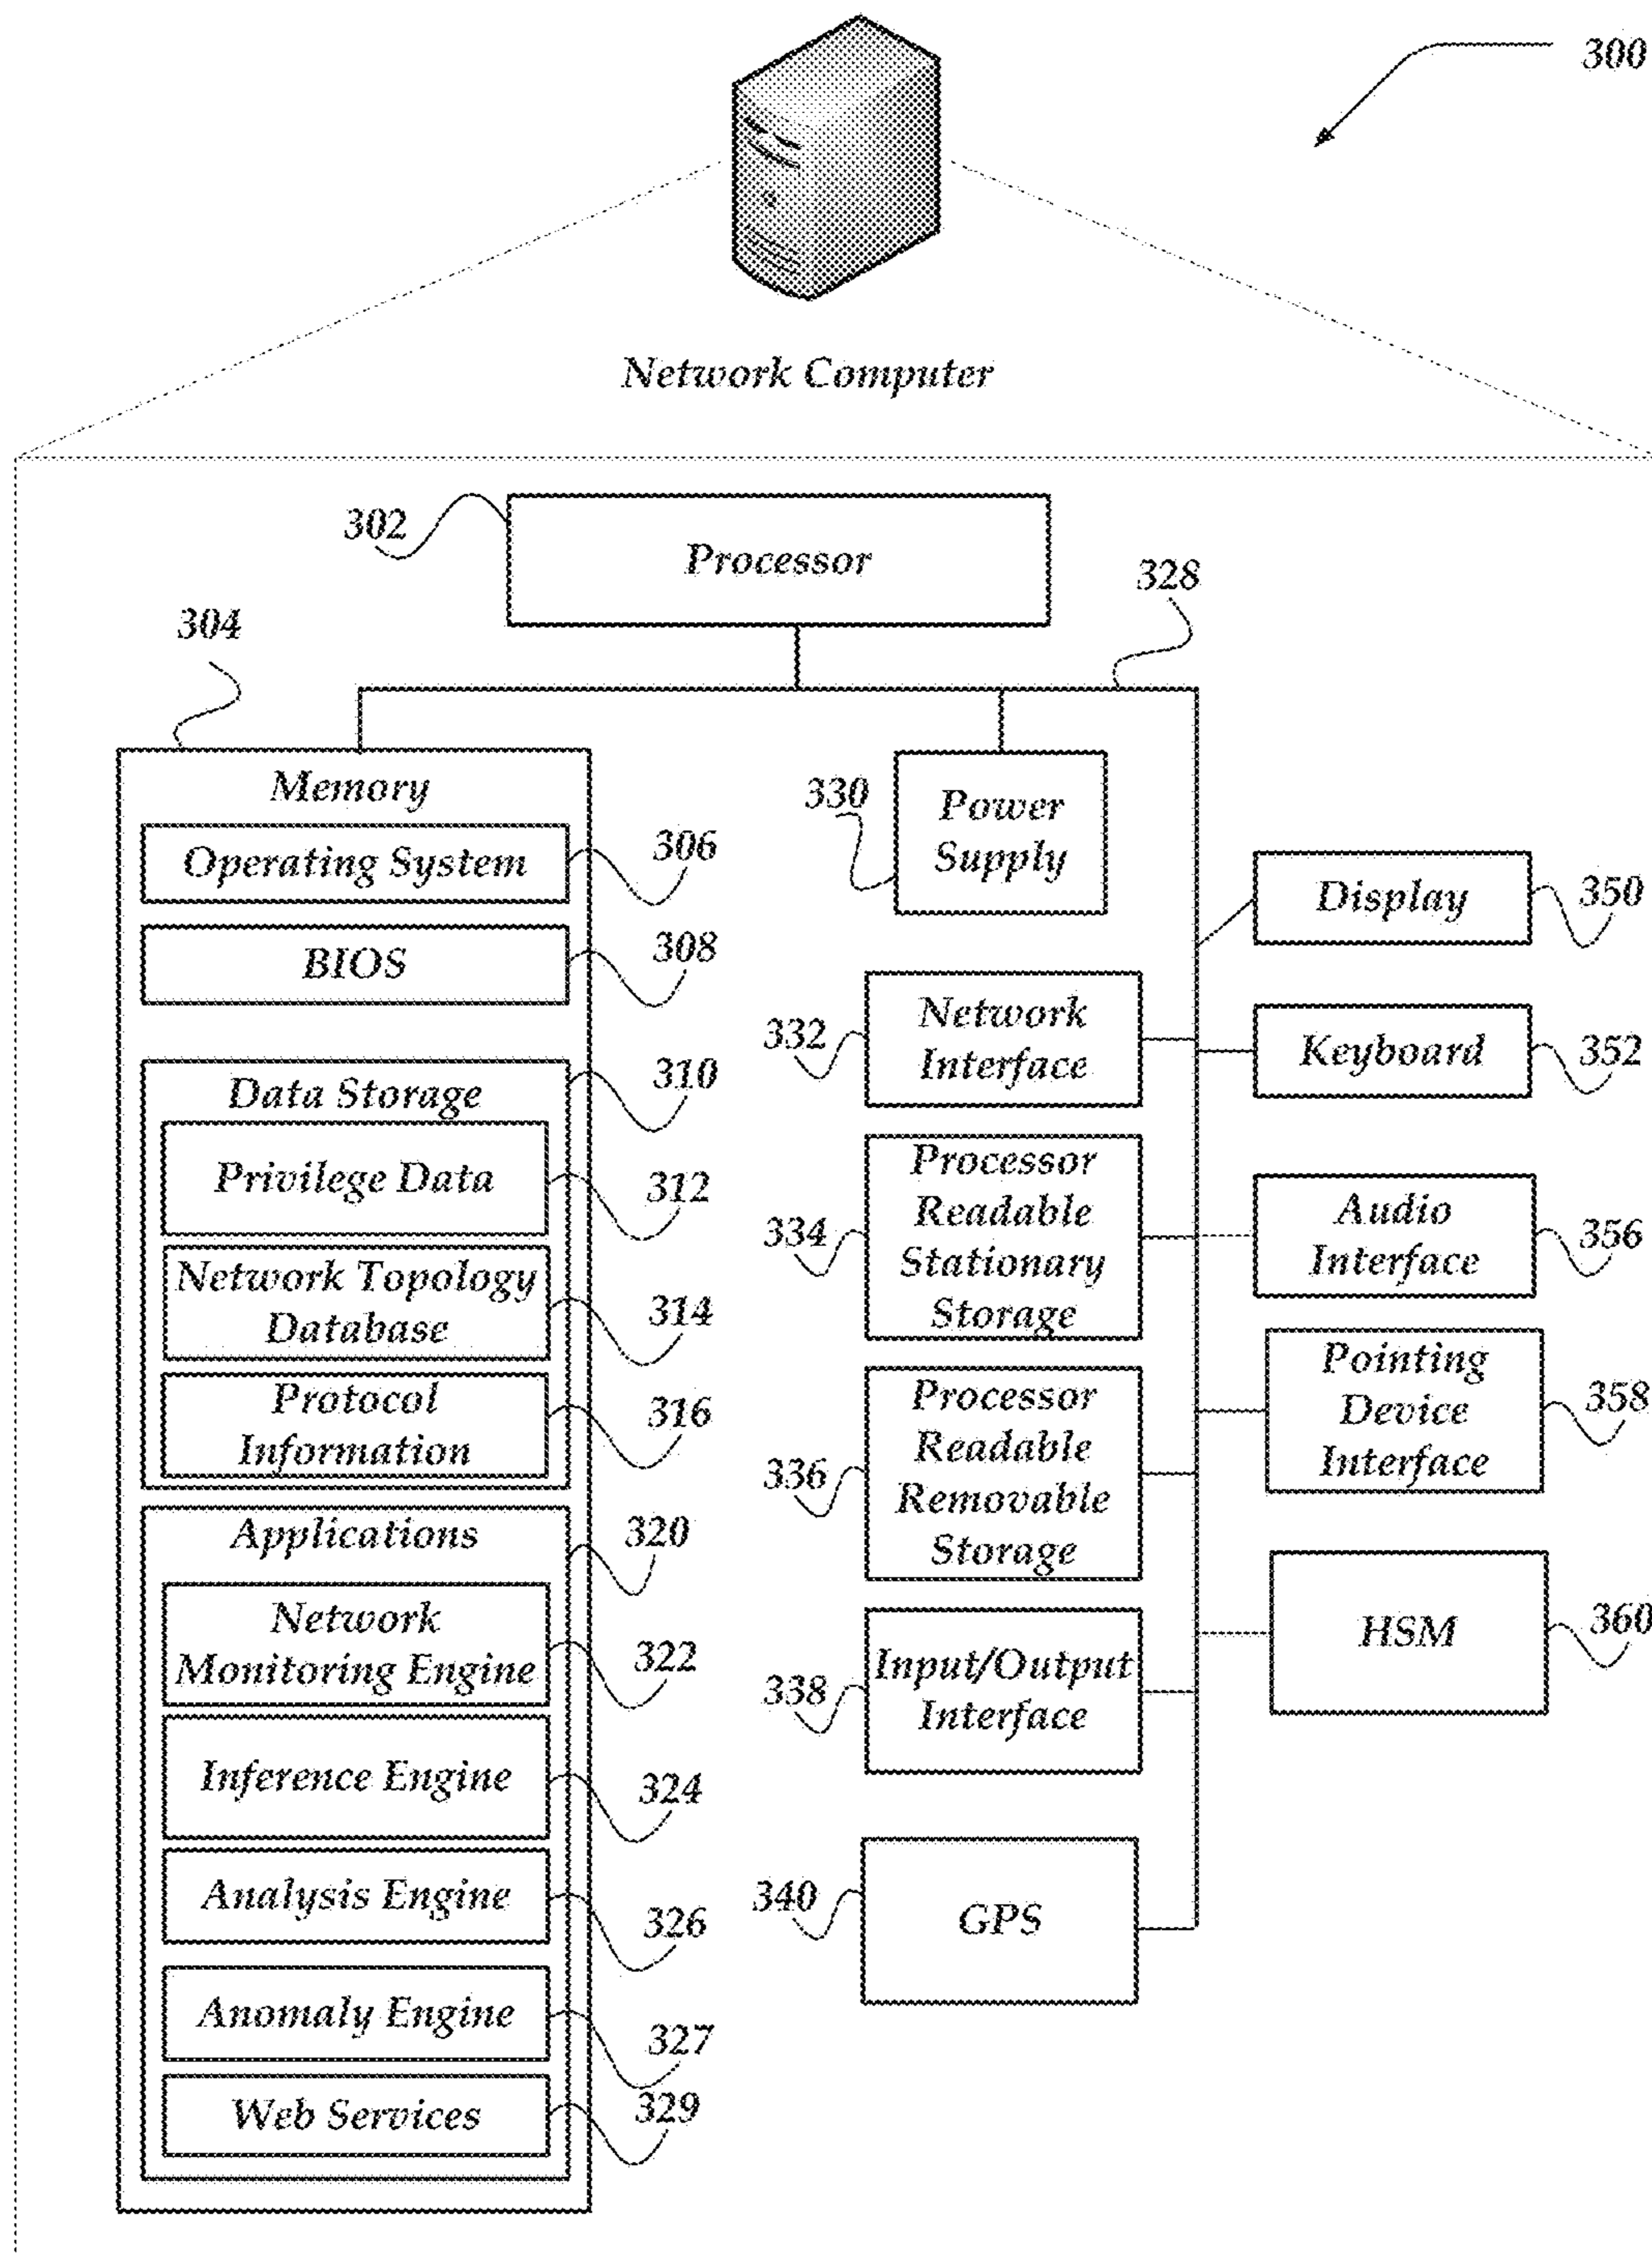 300
Network Computer
302
Processor
328
304
Memory
Operating System
306
BIOS
308
Data Storage
310
Privilege Data
312
Network Topology
Database
314
Protocol
Information
316
Applications
320
Network
Monitoring Engine
322
Inference Engine
324
Analysis Engine
326
Anomaly Engine
327
Web Services
329
330
Power
Supply
332
Network
Interface
334
Processor
Readable
Stationary
Storage
336
Processor
Readable
Removable
Storage
338
Input/Output
Interface
340
GPS
Display
350
Keyboard
352
Audio
Interface
356
Pointing
Device
Interface
358
HSM
360